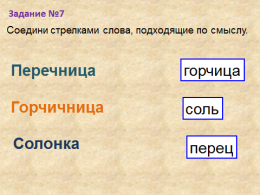 Задание №7
Соедини стрелками слова, подходящие по смыслу.
Перечница
горчица
Горчичница
соль
Солонка
перец